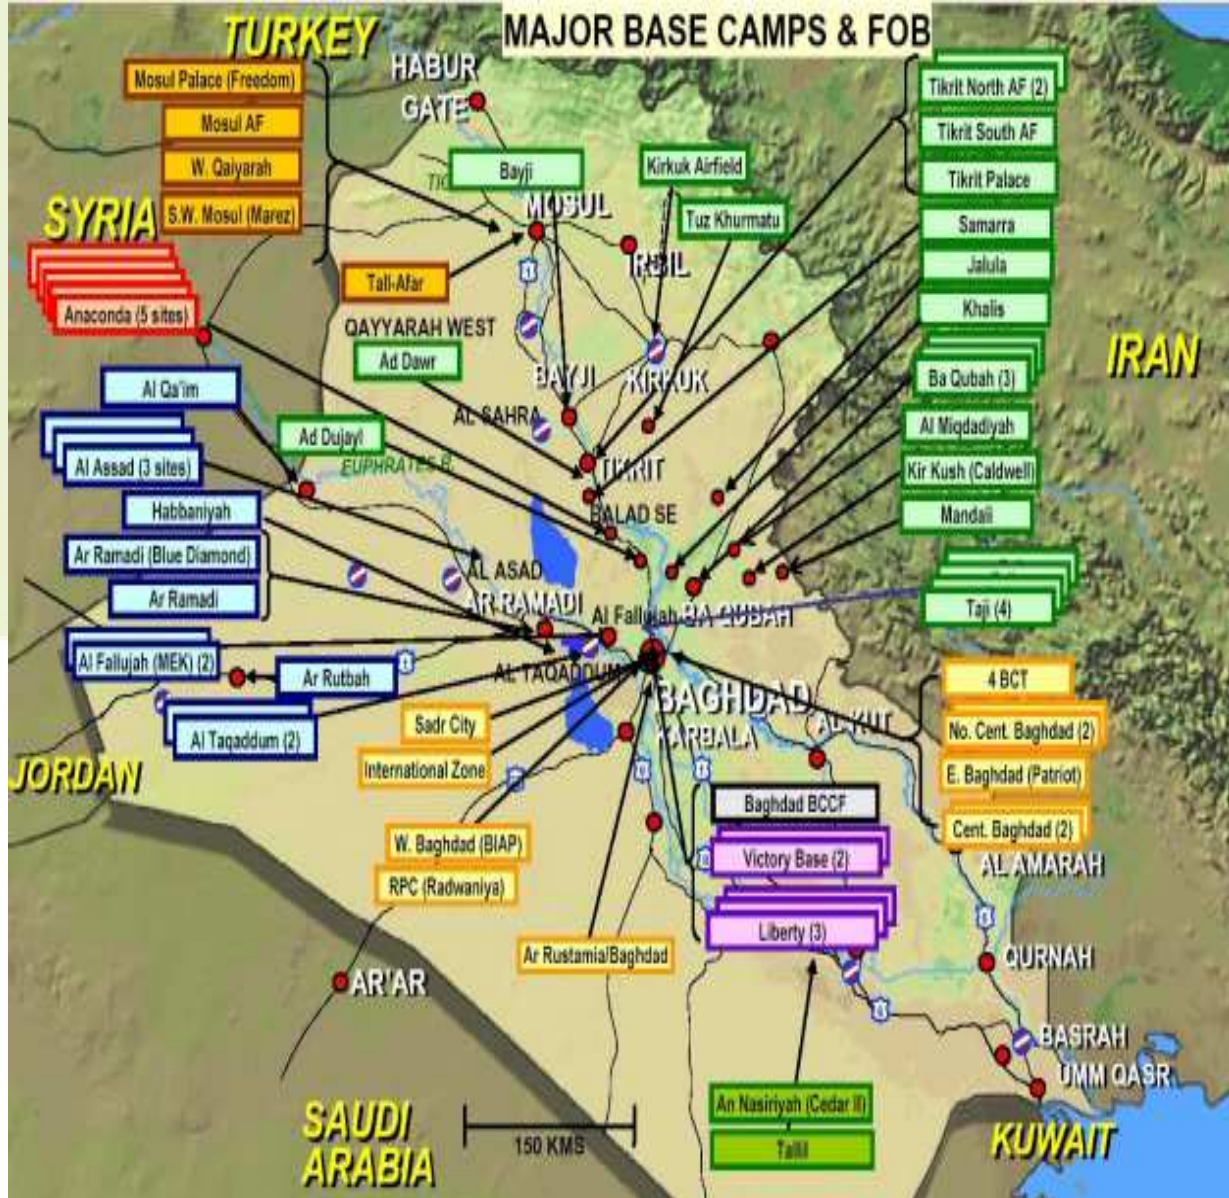 MAJOR BASE CAMPS & FOB
TURKEY
HABUR
GATE
Mosul Palace (Freedom)
Mosul AF
W. Qaiyarah
S.W. Mosul (Marez)
SYRIA
Anaconda (5 sites)
Tall-Afar
Bayji
MOSUL
IRBIL
Kirkuk Airfield
Tuz Khurmatu
Tikrit North AF (2)
Tikrit South AF
Tikrit Palace
Samarra
Jalula
Khalis
Ba Qubah (3)
Al Miqdadiyah
Kir Kush (Caldwell)
Mandali
Taji (4)
IRAN
QAYYARAH WEST
Ad Dawr
BAYJI
KIRKUK
AL SAHRA
Al Qa'im
Ad Dujayl
EUPHRATES R.
TIKRIT
BALAD SE
Al Assad (3 sites)
Habbaniyah
Ar Ramadi (Blue Diamond)
Ar Ramadi
AL ASAD
AR RAMADI
Al Fallujah
BA QUBAH
Al Fallujah (MEK) (2)
Ar Rutbah
AL TAQADDUM
Al Taqaddum (2)
BAGHDAD
KARBALA
AL KUT
JORDAN
Sadr City
International Zone
W. Baghdad (BIAP)
RPC (Radwaniya)
Ar Rustamia/Baghdad
4 BCT
No. Cent. Baghdad (2)
E. Baghdad (Patriot)
Cent. Baghdad (2)
Baghdad BCCF
Victory Base (2)
Liberty (3)
AL AMARAH
QURNAH
AR'AR
BASRAH
UMM QASR
An Nasiriyah (Cedar II)
Tallil
SAUDI
ARABIA
150 KMS
KUWAIT